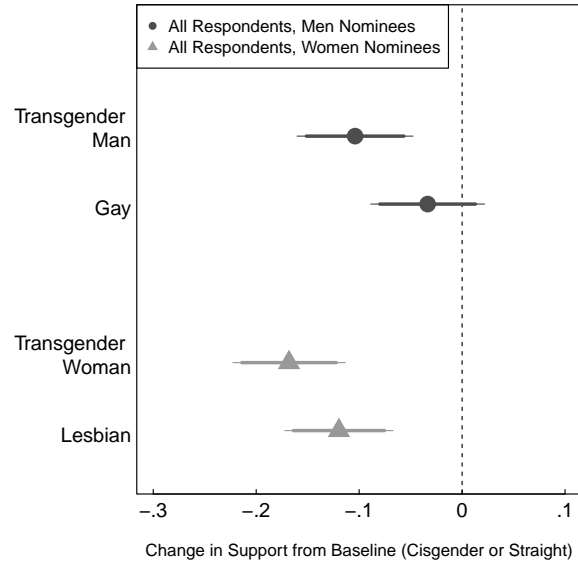 All Respondents, Men Nominees
All Respondents, Women Nominees
Transgender
Man
Gay
Transgender
Woman
Lesbian
-.3 -.2 -.1 0 .1
Change in Support from Baseline (Cisgender or Straight)